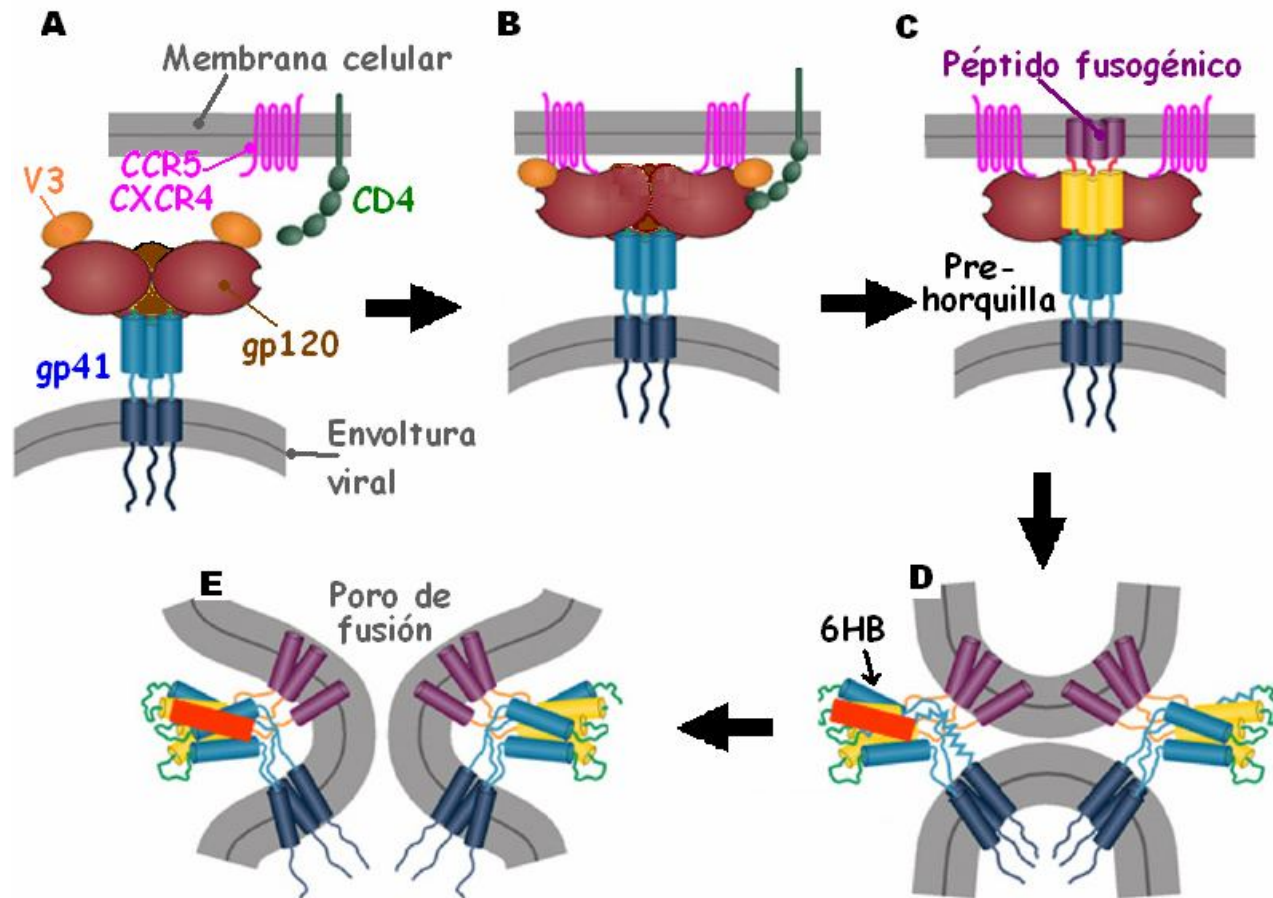 A
Membrana celular
CCR5
CXCR4
V3
CD4
gp120
gp41
Envoltura
viral
B
C
Péptido fusogénico
Pre-
horquilla
D
6HB
E
Poro de
fusión